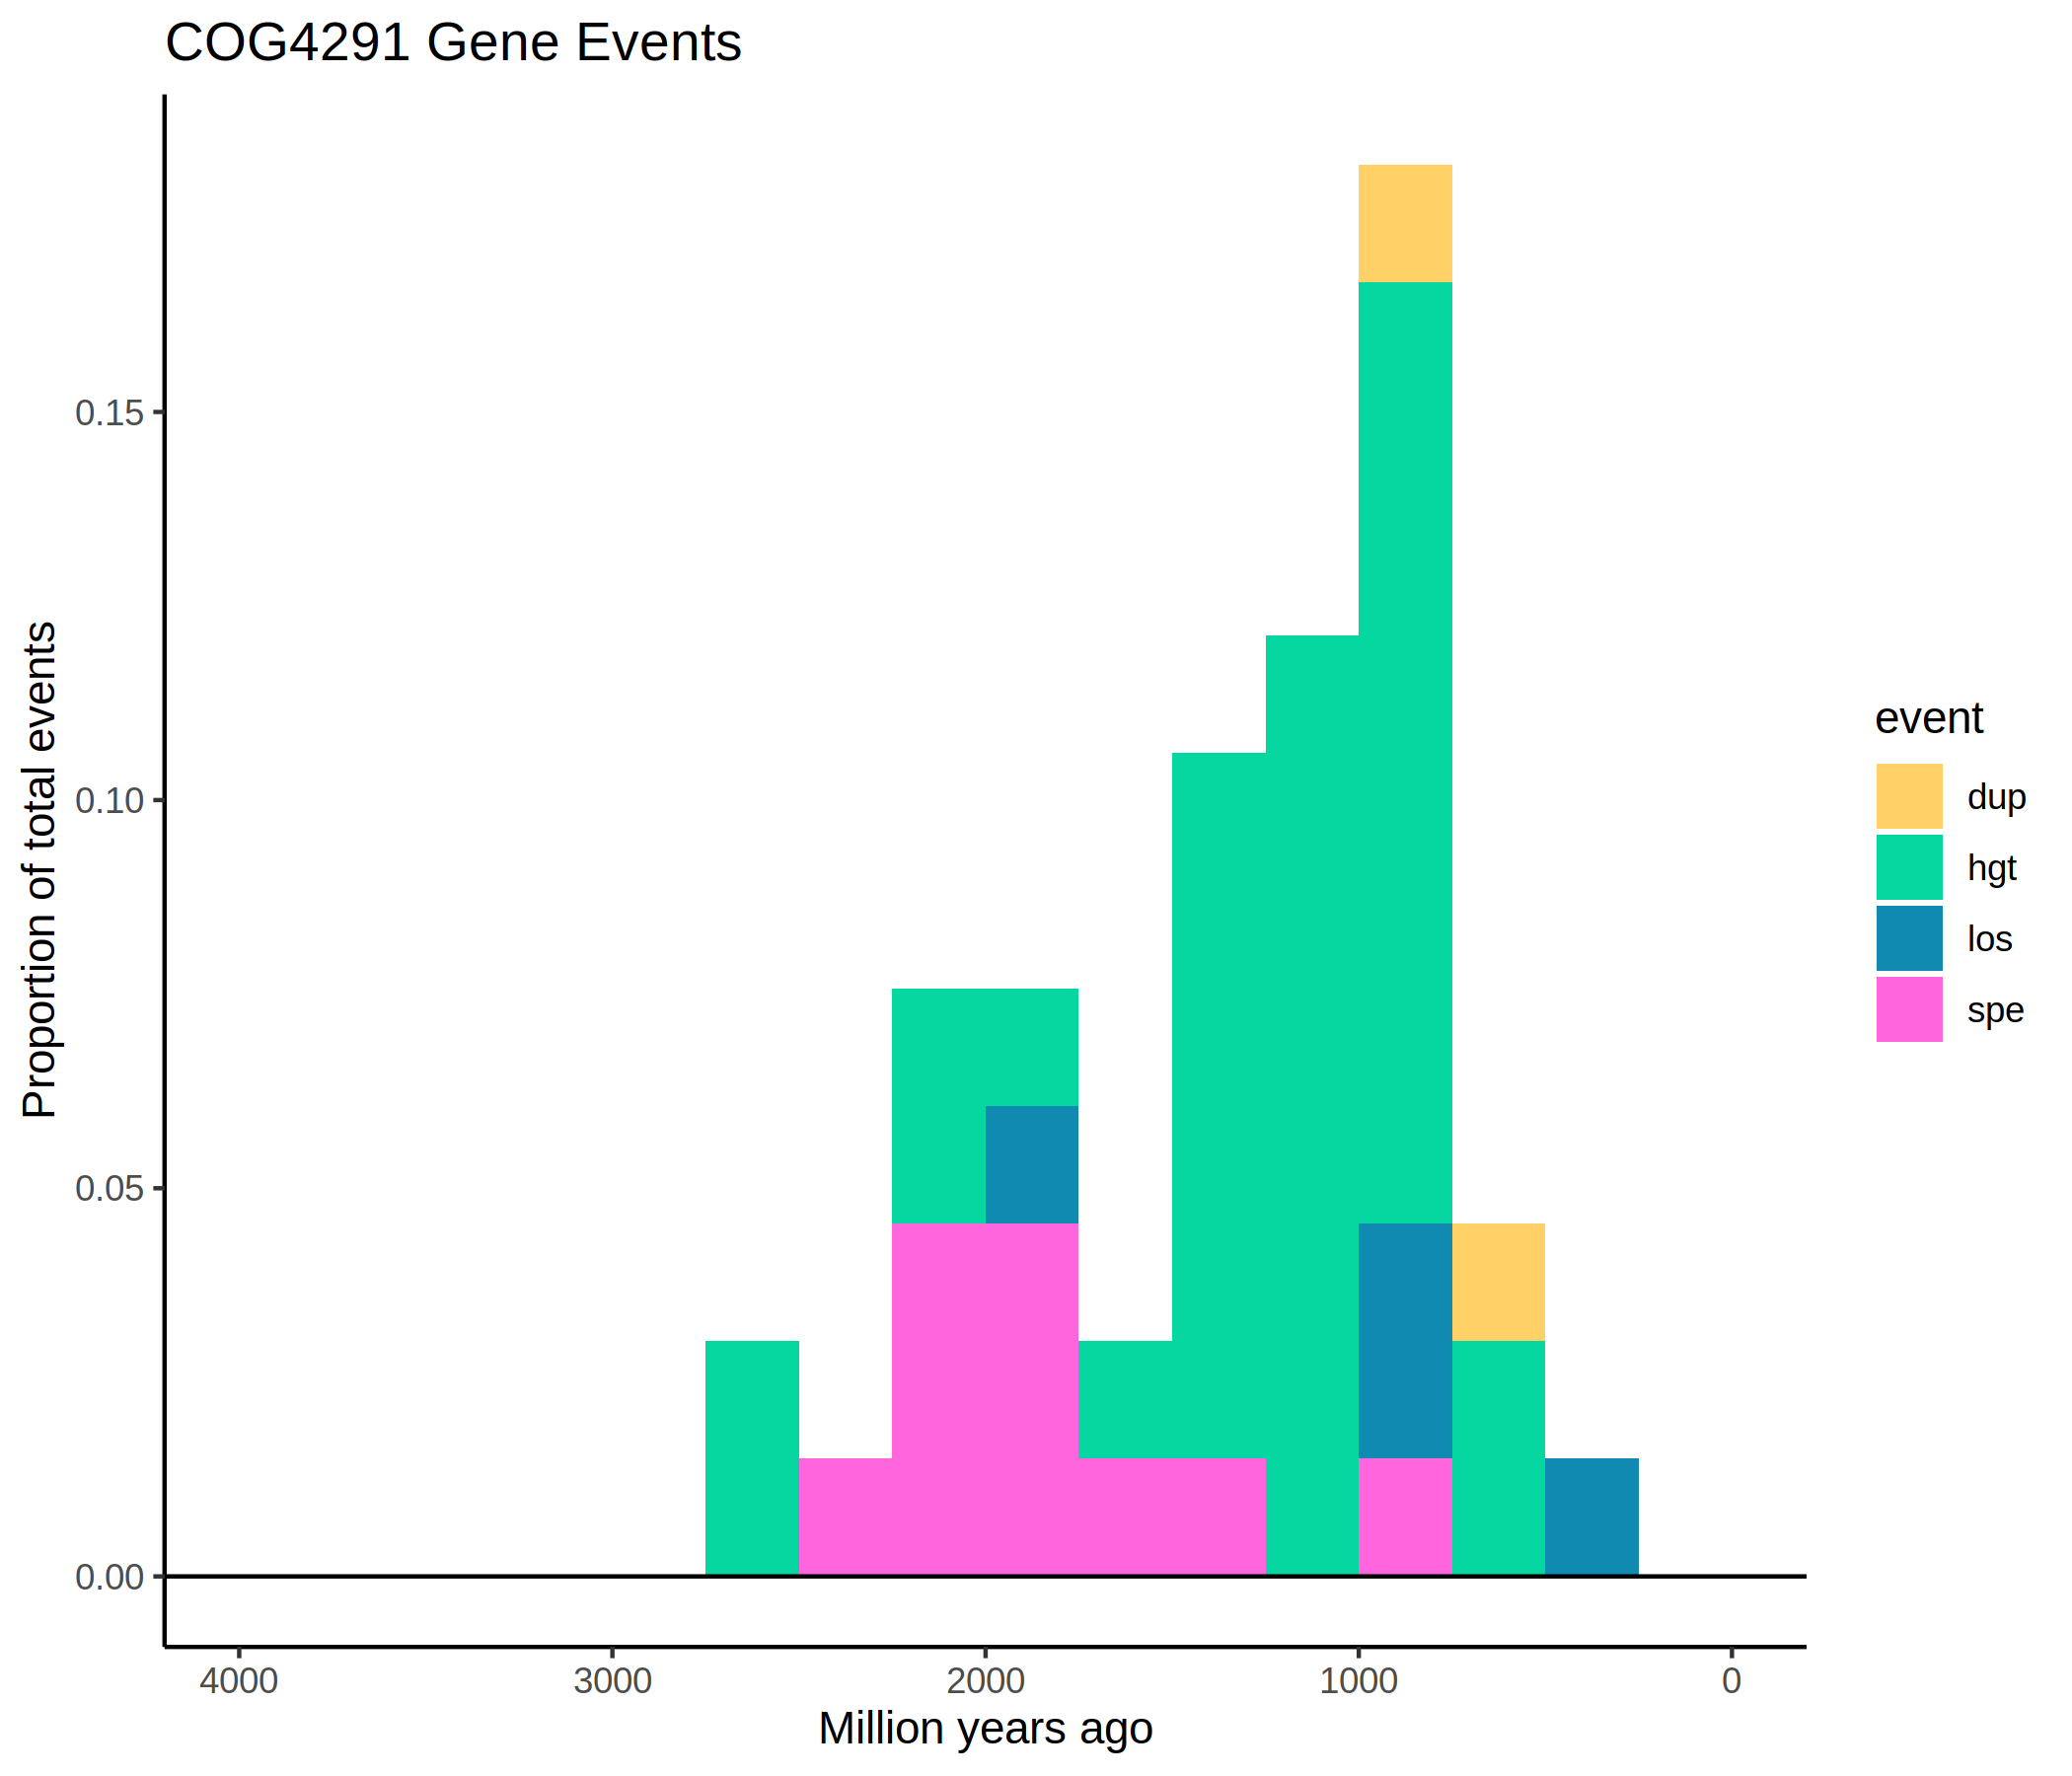 COG4291 Gene Events
Proportion of total events
0.15
0.10
0.05
0.00
4000 3000 2000 1000 0
Million years ago
event
dup
hgt
los
spe